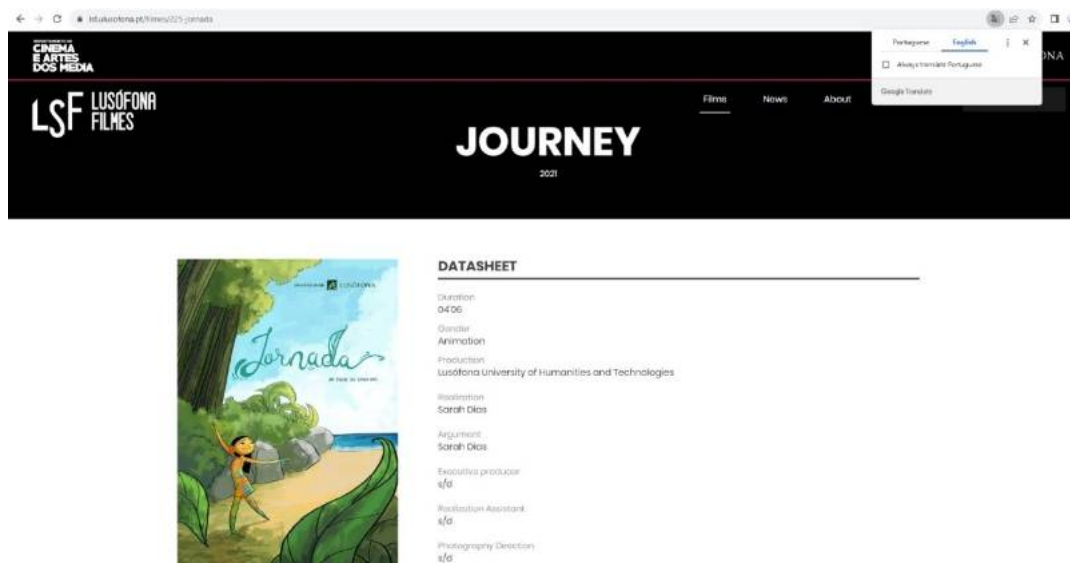 CINEMA
E ARTES
DOS MEDIA
Portuguese English
Always translate Portuguese
Google Translate
LSF LUSÓFONA
FILMES
Films News About
JOURNEY
2021
LUSÓFONA
Jornada
DATASHEET
Duration
04'06
Gender
Animation
Production
Lusófona University of Humanities and Technologies
Realization
Sarah Dias
Argument
Sarah Dias
Executive producer
s/d
Realization Assistant
s/d
Photography Direction
s/d